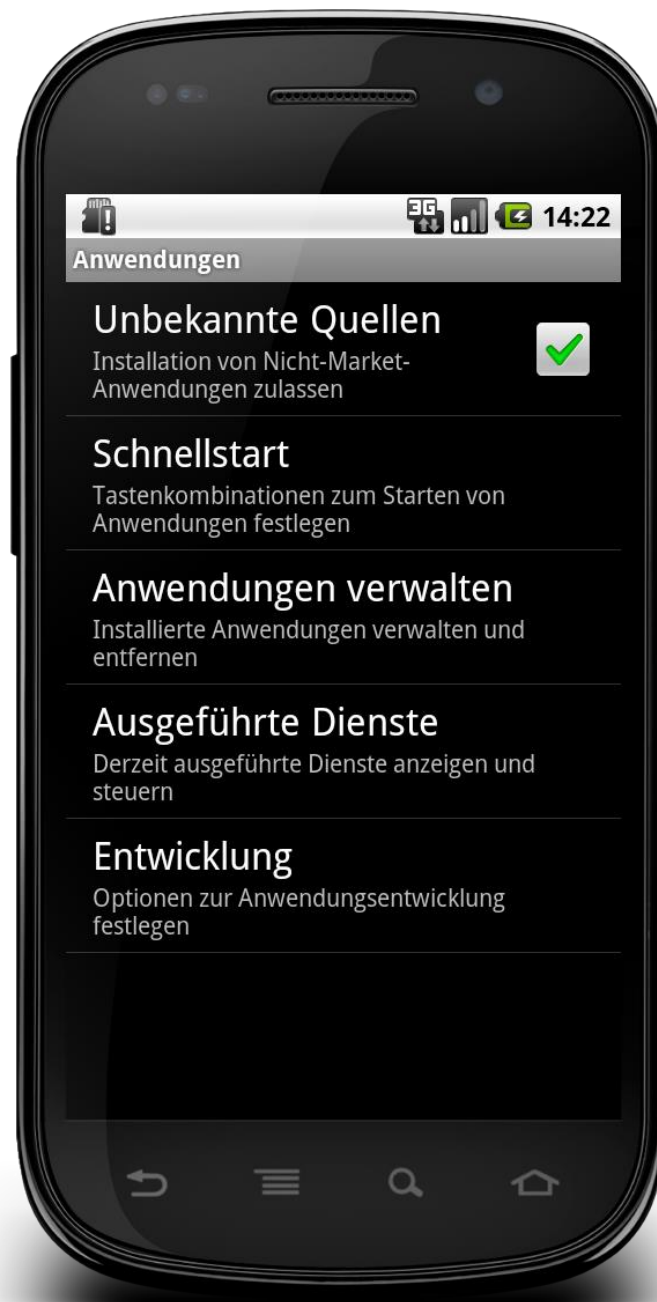 3G
14:22
Anwendungen
Unbekannte Quellen
Installation von Nicht-Market-
Anwendungen zulassen
Schnellstart
Tastenkombinationen zum Starten von
Anwendungen festlegen
Anwendungen verwalten
Installierte Anwendungen verwalten und
entfernen
Ausgeführte Dienste
Derzeit ausgeführte Dienste anzeigen und
steuern
Entwicklung
Optionen zur Anwendungsentwicklung
festlegen